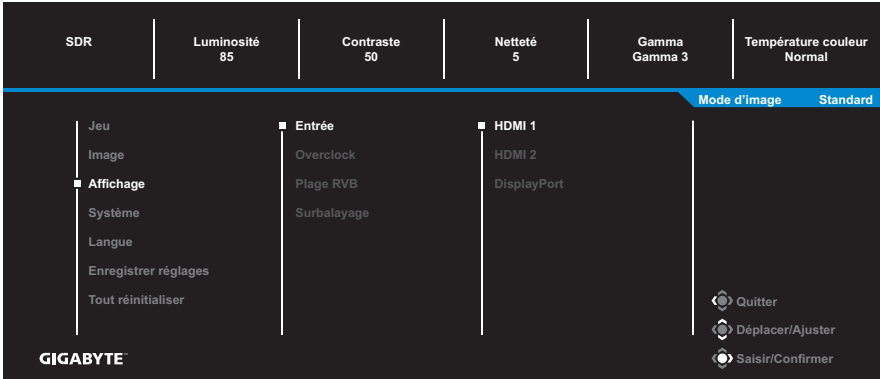 SDR
Luminosité
85
Contraste
50
Netteté
5
Gamma
Gamma 3
Température couleur
Normal
Mode d’image Standard
Jeu
Image
Affichage
Système
Langue
Enregistrer réglages
Tout réinitialiser
Entrée
Overclock
Plage RVB
Surbalayage
HDMI 1
HDMI 2
DisplayPort
Quitter
Déplacer/Ajuster
Saisir/Confirmer
GIGABYTE™